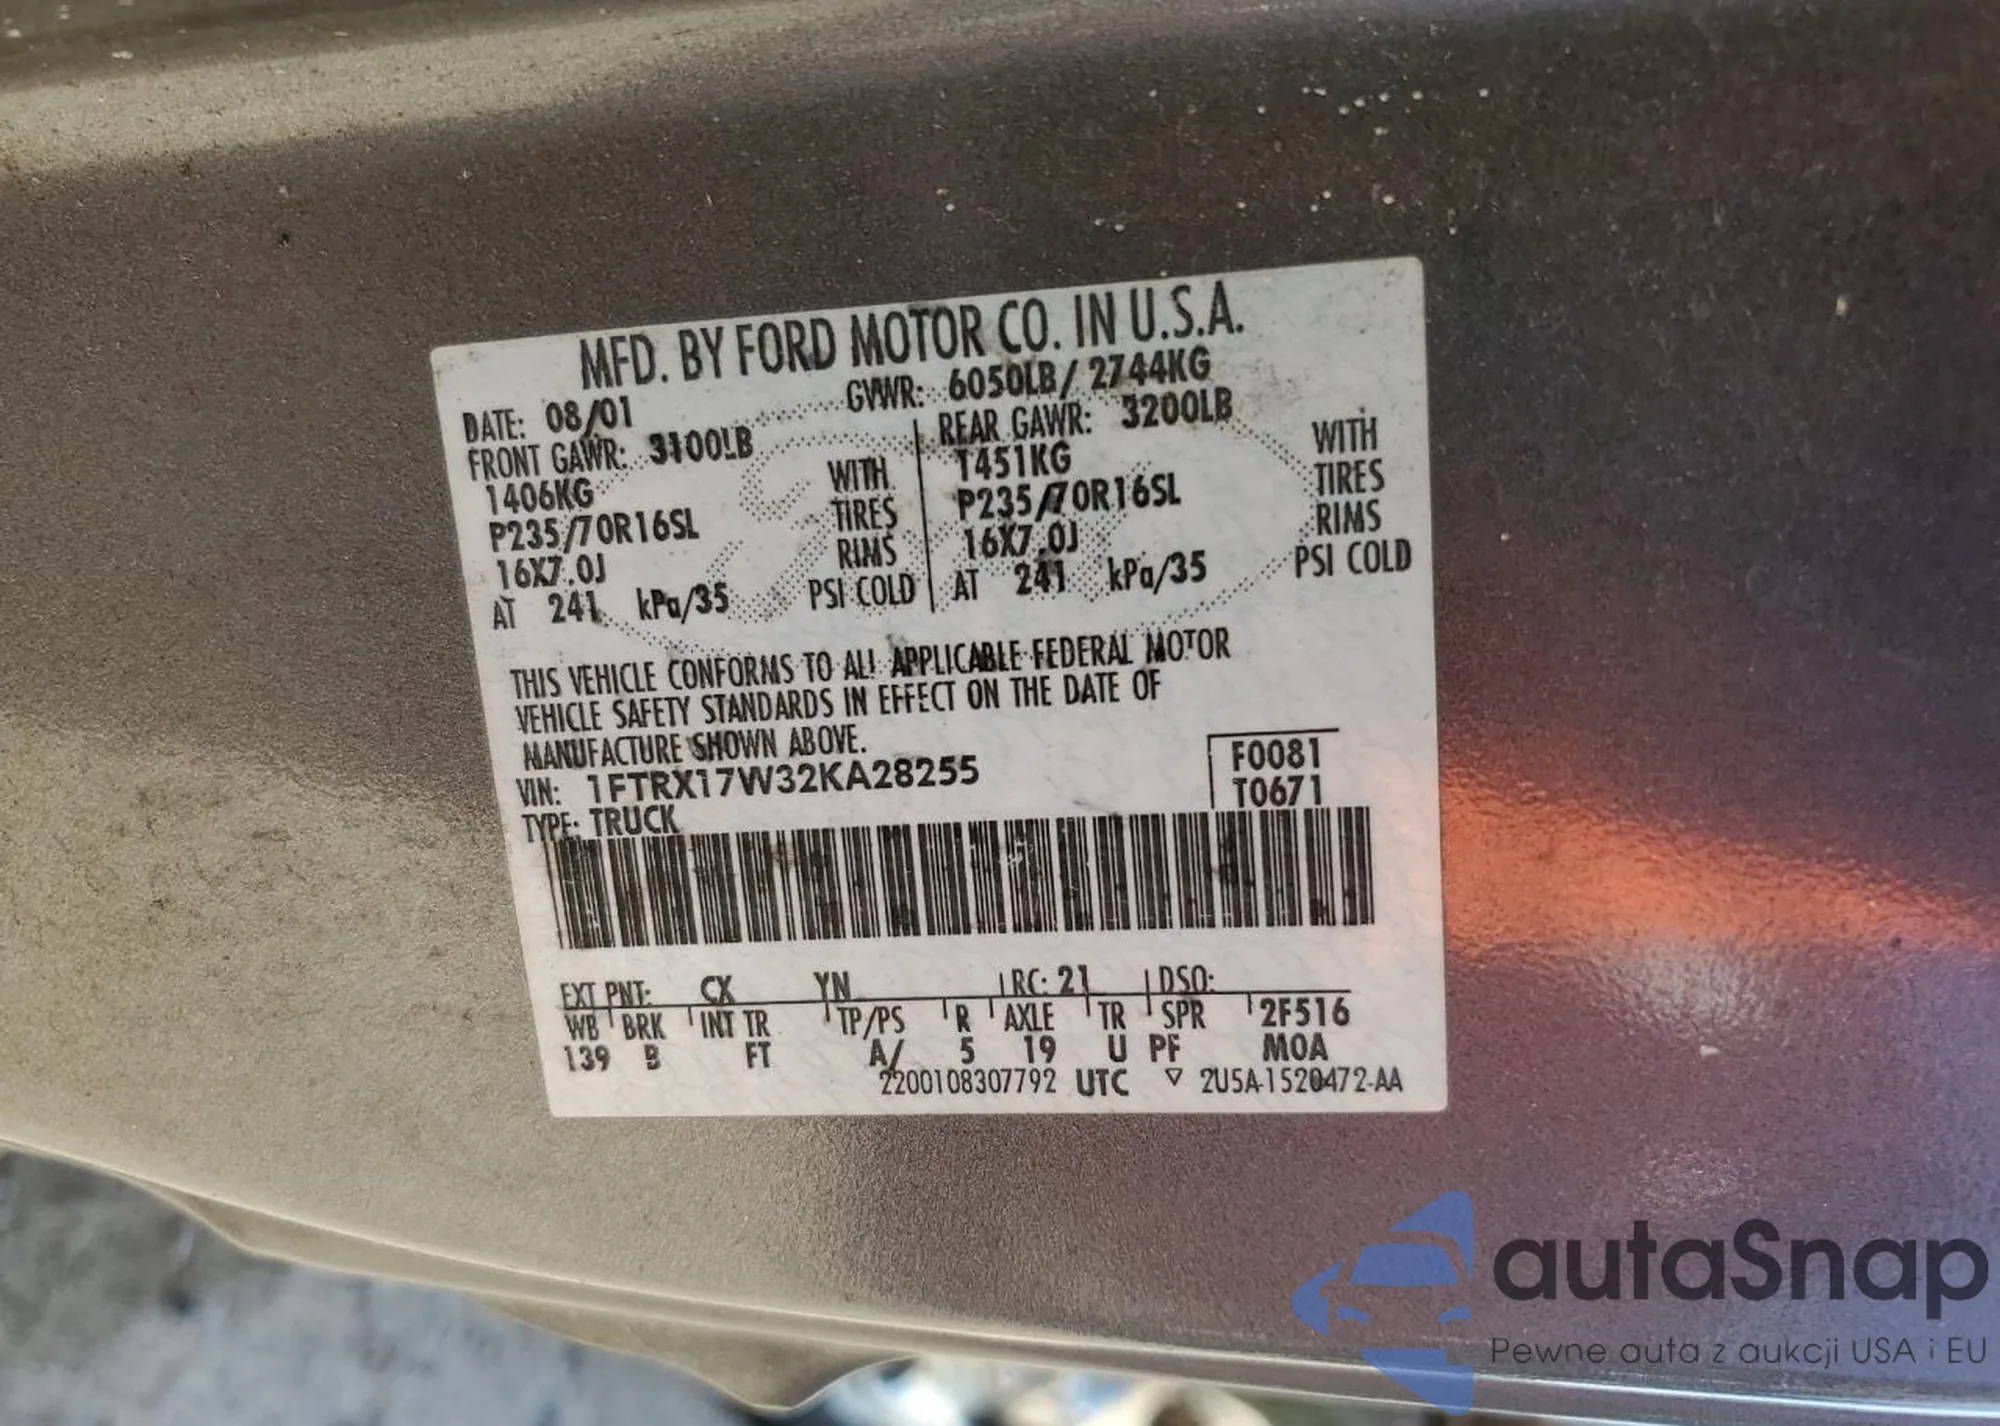 MFD. BY FORD MOTOR CO. IN U.S.A.
DATE: 08/01 GVWR: 6050LB/ 2744KG
FRONT GAWR: 3100LB REAR GAWR: 3200LB
1406KG WITH 1451KG WITH
P235/70R16SL TIRES P235/70R16SL TIRES
16X7.0J RIMS 16X7.0J RIMS
AT 241 kPa/35 PSI COLD AT 241 kPa/35 PSI COLD
THIS VEHICLE CONFORMS TO ALL APPLICABLE FEDERAL MOTOR
VEHICLE SAFETY STANDARDS IN EFFECT ON THE DATE OF
MANUFACTURE SHOWN ABOVE.
VIN: 1FTRX17W32KA28255 F0081
TYPE: TRUCK T0671
EXT PNT: CX YN RC: 21 DSO:
WB BRK INT TR TP/PS R AXLE TR SPR 2F516
139 B FT A/ 5 19 U PF M0A
2200108307792 UTC ▽ 2U5A-1520472-AA
autaSnap
Pewne auta z aukcji USA i EU